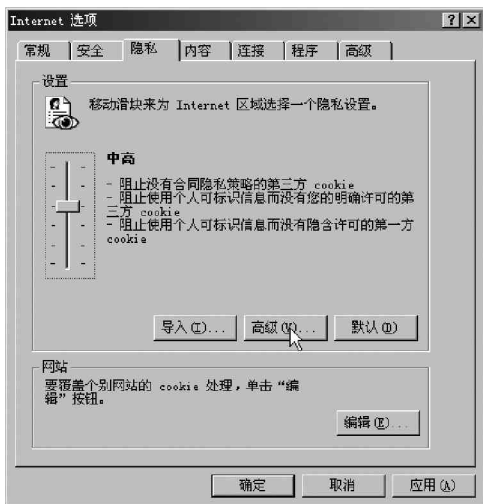 Internet 选项
常规 安全 隐私 内容 连接 程序 高级
设置
移动滑块来为 Internet 区域选择一个隐私设置。
中高
- 阻止没有合同隐私策略的第三方 cookie
- 阻止使用个人可标识信息而没有您的明确许可的第
三方 cookie
- 阻止使用个人可标识信息而没有隐含许可的第一方
cookie
导入(I)... 高级(V)... 默认(D)
网站
要覆盖个别网站的 cookie 处理，单击“编
辑”按钮。
编辑(E)...
确定 取消 应用(A)